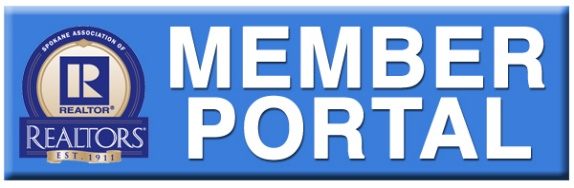 SPOKANE ASSOCIATION OF
R
REALTOR®
REALTORS®
EST. 1911
MEMBER
PORTAL